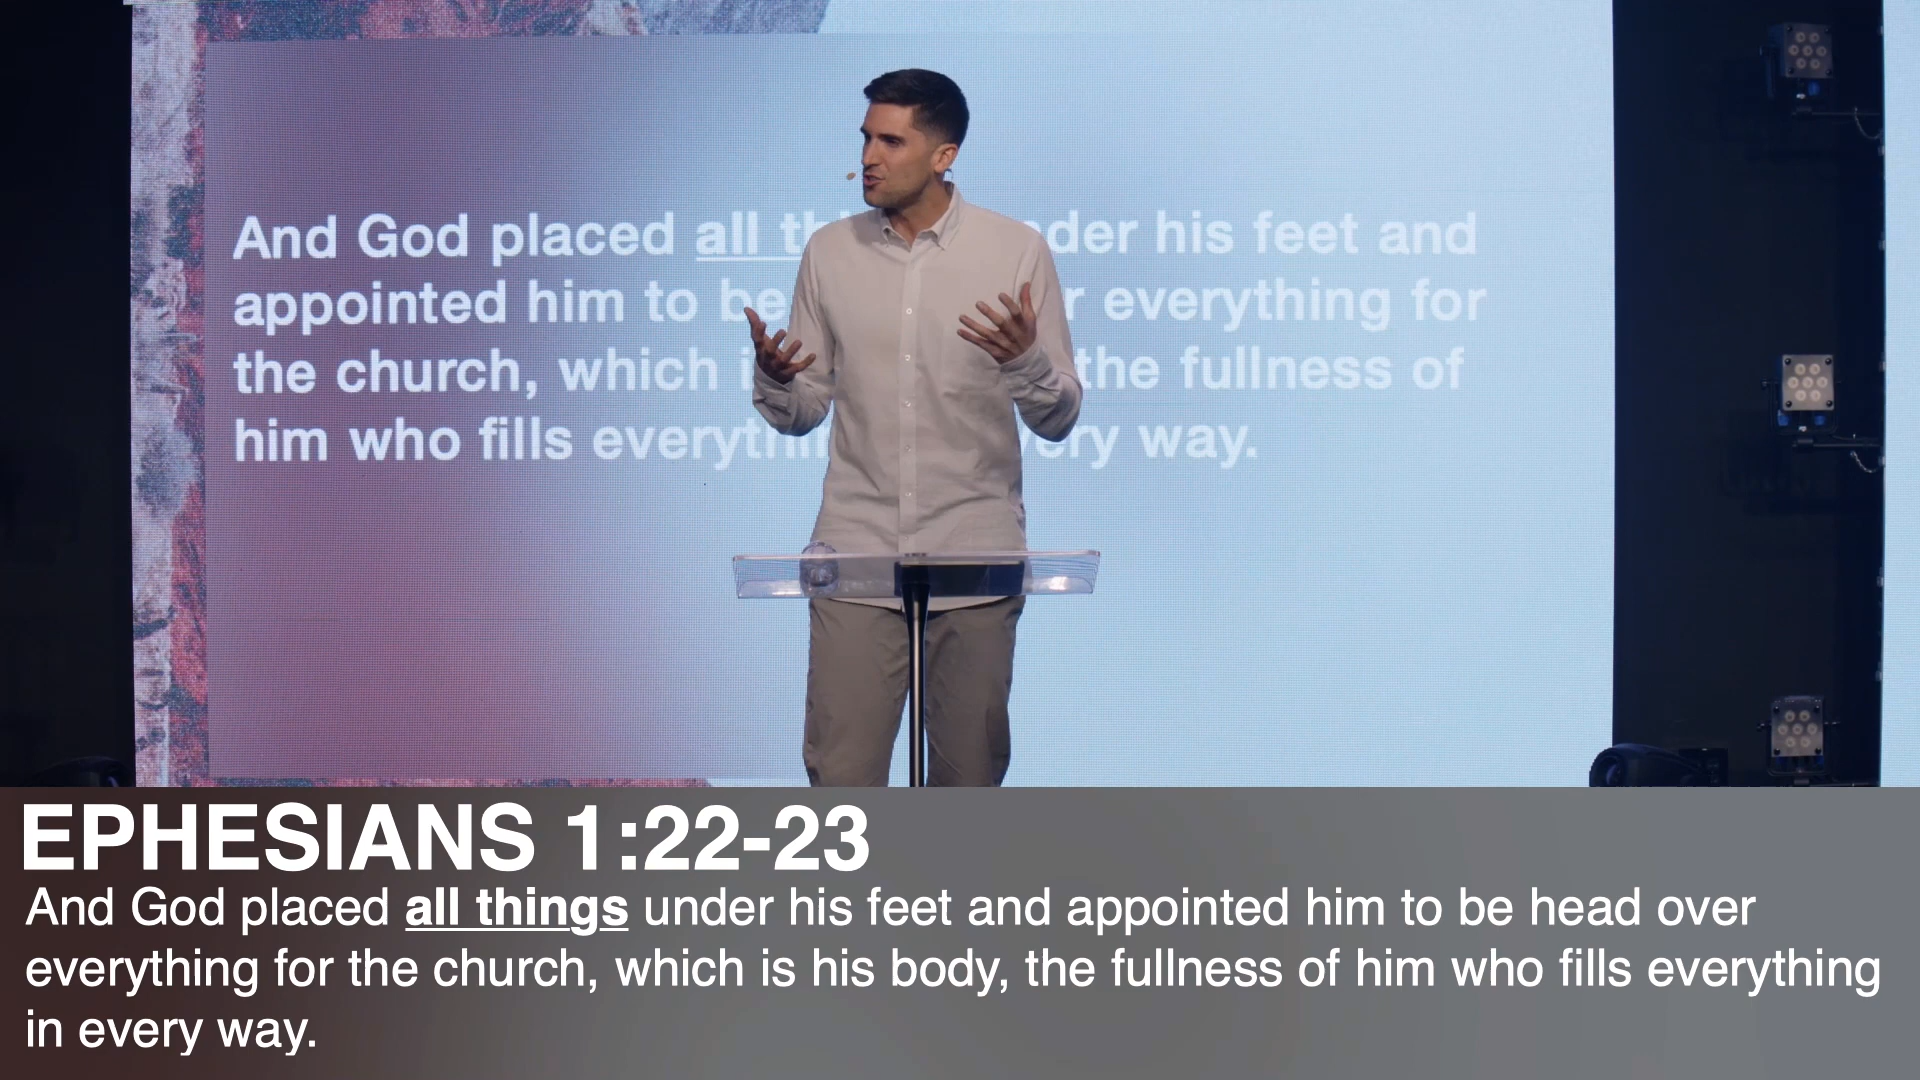 And God placed all th nder his feet and
appointed him to be r everything for
the church, which i the fullness of
him who fills everythin very way.
EPHESIANS 1:22-23
And God placed all things under his feet and appointed him to be head over
everything for the church, which is his body, the fullness of him who fills everything
in every way.